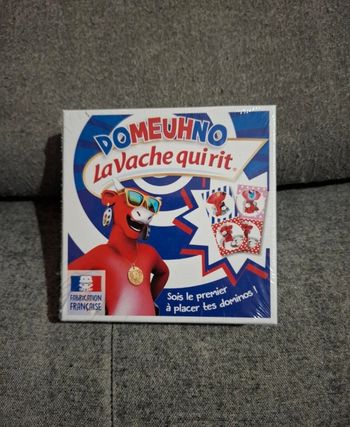 DOMEUHNO
La Vache qui rit
Sois le premier
à placer tes dominos !
FABRICATION
FRANÇAISE